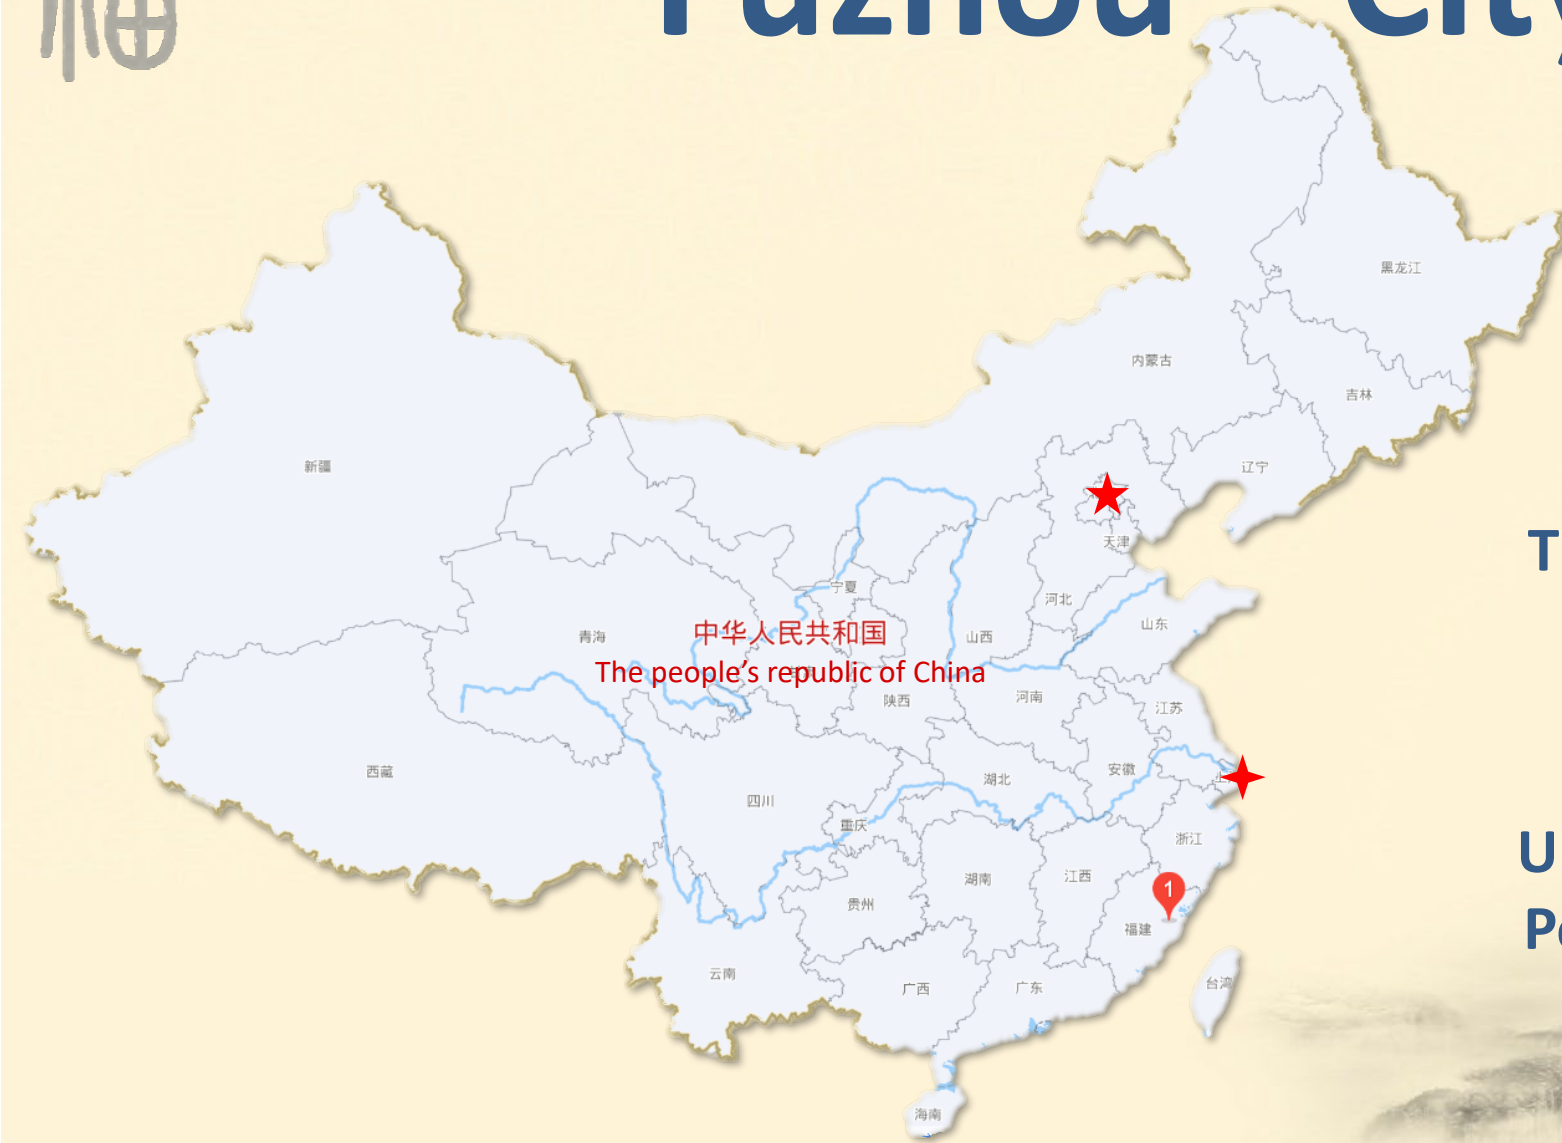 福
Fuzhou City
黑龙江
内蒙古
吉林
新疆
辽宁
天津
T
宁夏
河北
山东
青海
中华人民共和国
山西
The people's republic of China
陕西
河南
江苏
西藏
安徽
湖北
四川
重庆
浙江
U
湖南
江西
1
贵州
福建
Po
云南
广西
广东
台湾
海南